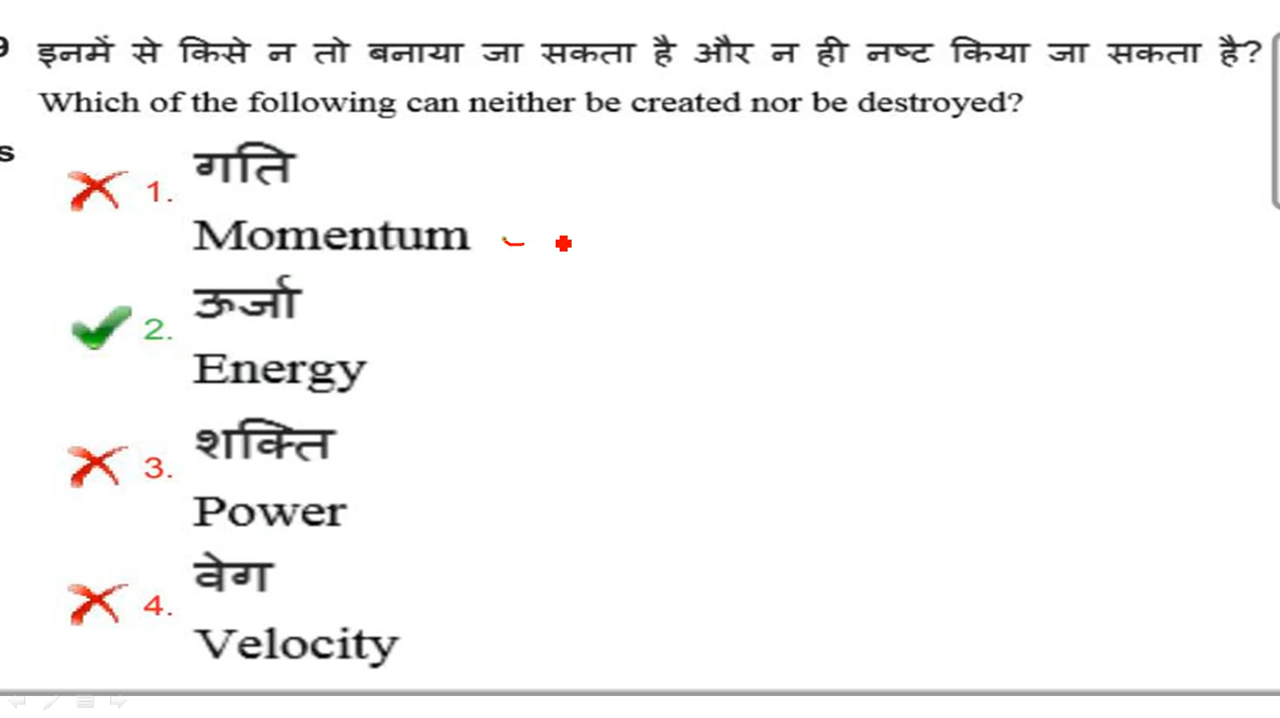 9 इनमें से किसे न तो बनाया जा सकता है और न ही नष्ट किया जा सकता है?
Which of the following can neither be created nor be destroyed?
s
1. गति
Momentum
2. ऊर्जा
Energy
3. शक्ति
Power
4. वेग
Velocity